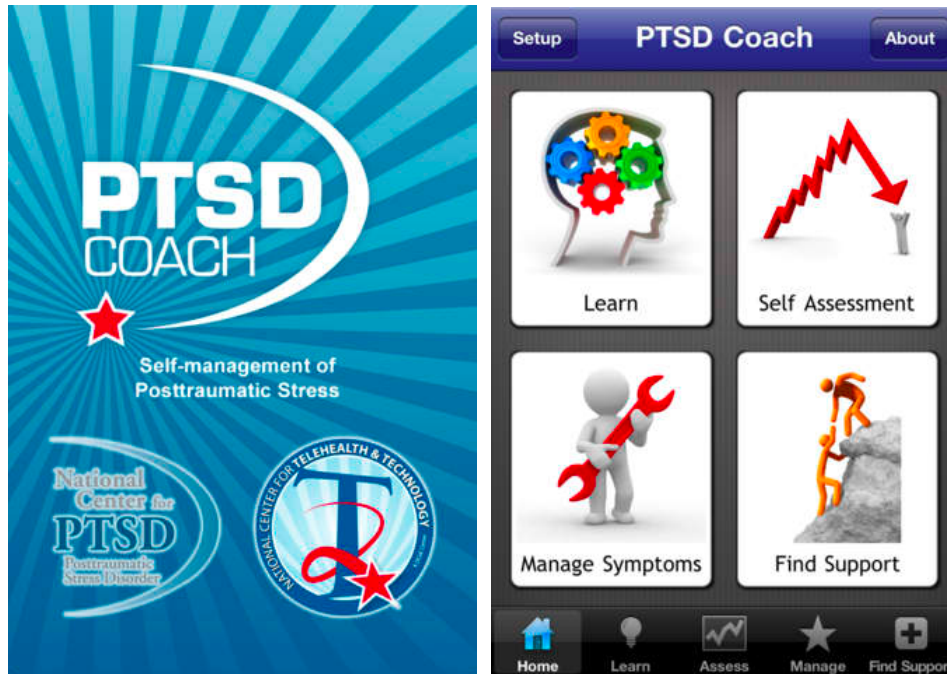 PTSD
COACH
Self-management of
Posttraumatic Stress
National
Center for
PTSD
Posttraumatic
Stress Disorder
NATIONAL CENTER FOR TELEHEALTH & TECHNOLOGY
Setup
PTSD Coach
About
Learn
Self Assessment
Manage Symptoms
Find Support
Home
Learn
Assess
Manage
Find Suppor